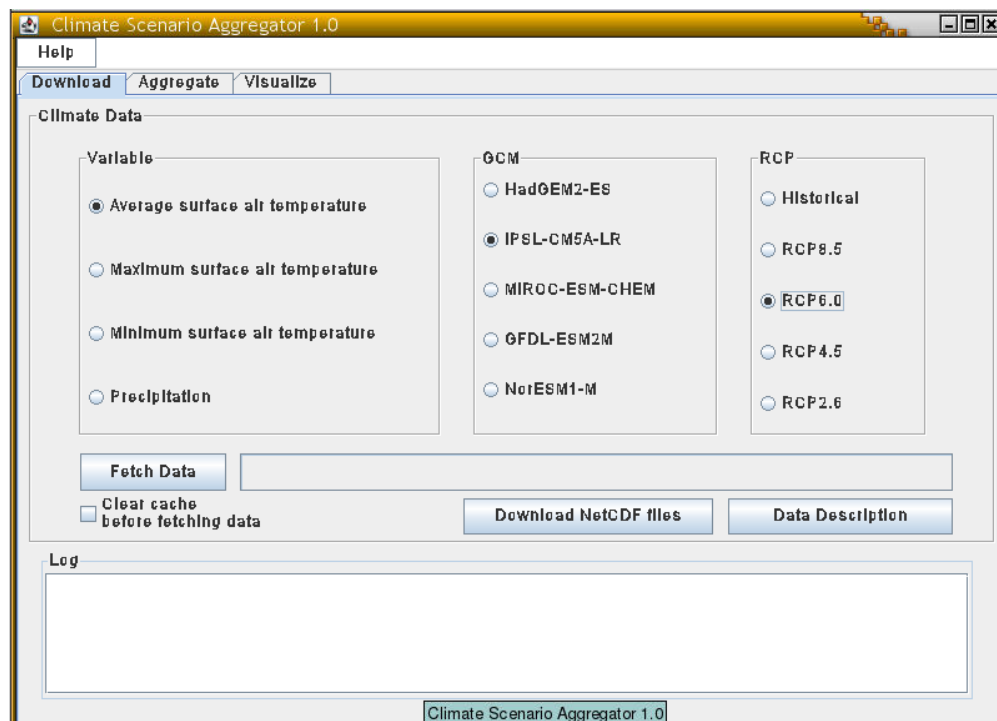 Climate Scenario Aggregator 1.0
Help
Download Aggregate Visualize
Climate Data
Variable
Average surface air temperature
Maximum surface air temperature
Minimum surface air temperature
Precipitation
GCM
HadGEM2-ES
IPSL-CM5A-LR
MIROC-ESM-CHEM
GFDL-ESM2M
NorESM1-M
RCP
Historical
RCP8.5
RCP6.0
RCP4.5
RCP2.6
Fetch Data
Clear cache
before fetching data
Download NetCDF files
Data Description
Log
Climate Scenario Aggregator 1.0